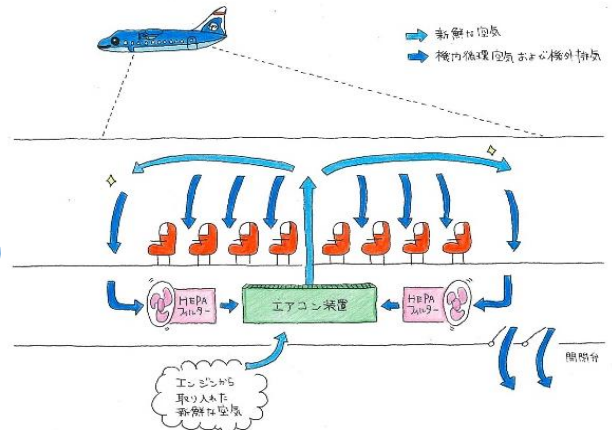 新鮮な空気
機内循環空気および機外排気
HEPA
フィルター
エアコン装置
HEPA
フィルター
開閉弁
エンジンから
取り入れた
新鮮な空気